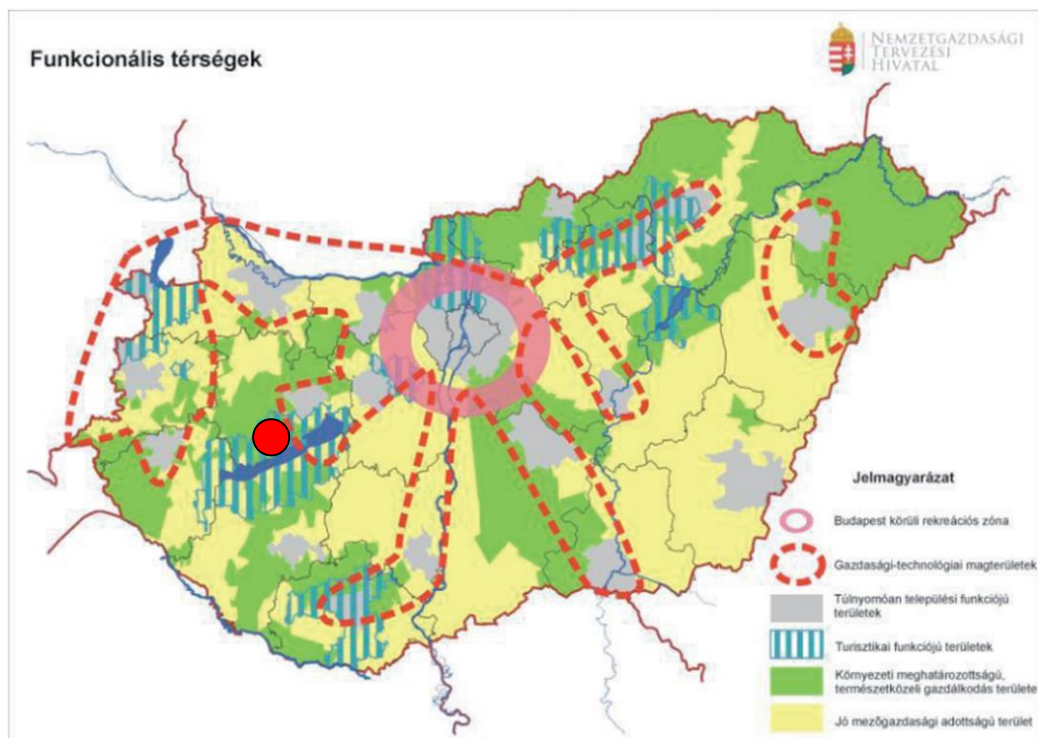 Funkcionális térségek
NEMZETGAZDASÁGI
TERVEZÉSI
HIVATAL
Jelmagyarázat
Budapest körüli rekreációs zóna
Gazdasági-technológiai magterületek
Túlnyomóan települési funkciójú
területek
Turisztikai funkciójú területek
Környezeti meghatározottságú,
természetközeli gazdálkodás területe
Jó mezőgazdasági adottságú terület